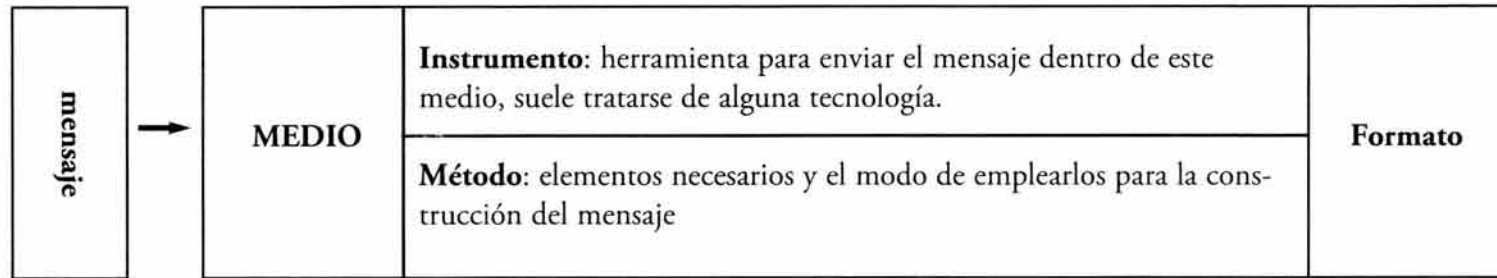 mensaje
MEDIO
Instrumento: herramienta para enviar el mensaje dentro de este
medio, suele tratarse de alguna tecnología.
Método: elementos necesarios y el modo de emplearlos para la cons-
trucción del mensaje
Formato